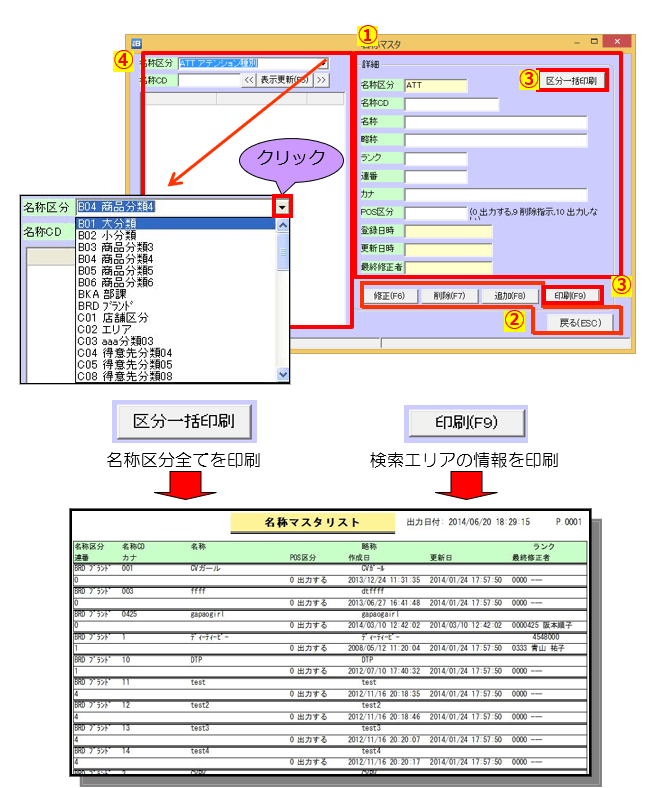 ①
JB
名称マスタ
④
名称区分 ATT アテンション種別
名称CD << 表示更新(F5) >>
詳細
③ 区分一括印刷
名称区分 ATT
名称CD
名称
略称
ランク
連番
カナ
POS区分 (0 出力する,9 削除指示,10 出力しない)
登録日時
更新日時
最終修正者
クリック
名称区分 B04 商品分類4
名称CD
B01 大分類
B02 小分類
B03 商品分類3
B04 商品分類4
B05 商品分類5
B06 商品分類6
BKA 部課
BRD ブランド
C01 店舗区分
C02 エリア
C03 aaa分類03
C04 得意先分類04
C05 得意先分類05
C08 得意先分類08
③
修正(F6) 削除(F7) 追加(F8) 印刷(F9)
②
戻る(ESC)
区分一括印刷 印刷(F9)
名称区分全てを印刷 検索エリアの情報を印刷
名称マスタリスト 出力日付: 2014/06/20 18:29:15 P.0001
名称区分 名称CD 名称 略称 ランク
連番 カナ POS区分 作成日 更新日 最終修正者
BRD ブランド 001 CVガール CVガール
0 0 出力する 2013/12/24 11:31:35 2014/01/24 17:57:50 0000 ---
BRD ブランド 003 ffff dtffff
0 0 出力する 2013/06/27 16:41:48 2014/01/24 17:57:50 0000 ---
BRD ブランド 0425 gapaogirl gapaogairl
0 0 出力する 2014/03/10 12:42:02 2014/03/10 12:42:02 0000425 阪本順子
BRD ブランド 1 ディーティーピー ディーティーピー 4548000
1 0 出力する 2008/05/12 11:20:04 2014/01/24 17:57:50 0333 青山 祐子
BRD ブランド 10 DTP DTP
1 0 出力する 2012/07/10 17:40:32 2014/01/24 17:57:50 0000 ---
BRD ブランド 11 test test
4 0 出力する 2012/11/16 20:18:35 2014/01/24 17:57:50 0000 ---
BRD ブランド 12 test2 test2
4 0 出力する 2012/11/16 20:18:46 2014/01/24 17:57:50 0000 ---
BRD ブランド 13 test3 test3
4 0 出力する 2012/11/16 20:20:07 2014/01/24 17:57:50 0000 ---
BRD ブランド 14 test4 test4
4 0 出力する 2012/11/16 20:20:17 2014/01/24 17:57:50 0000 ---
BRD ブランド